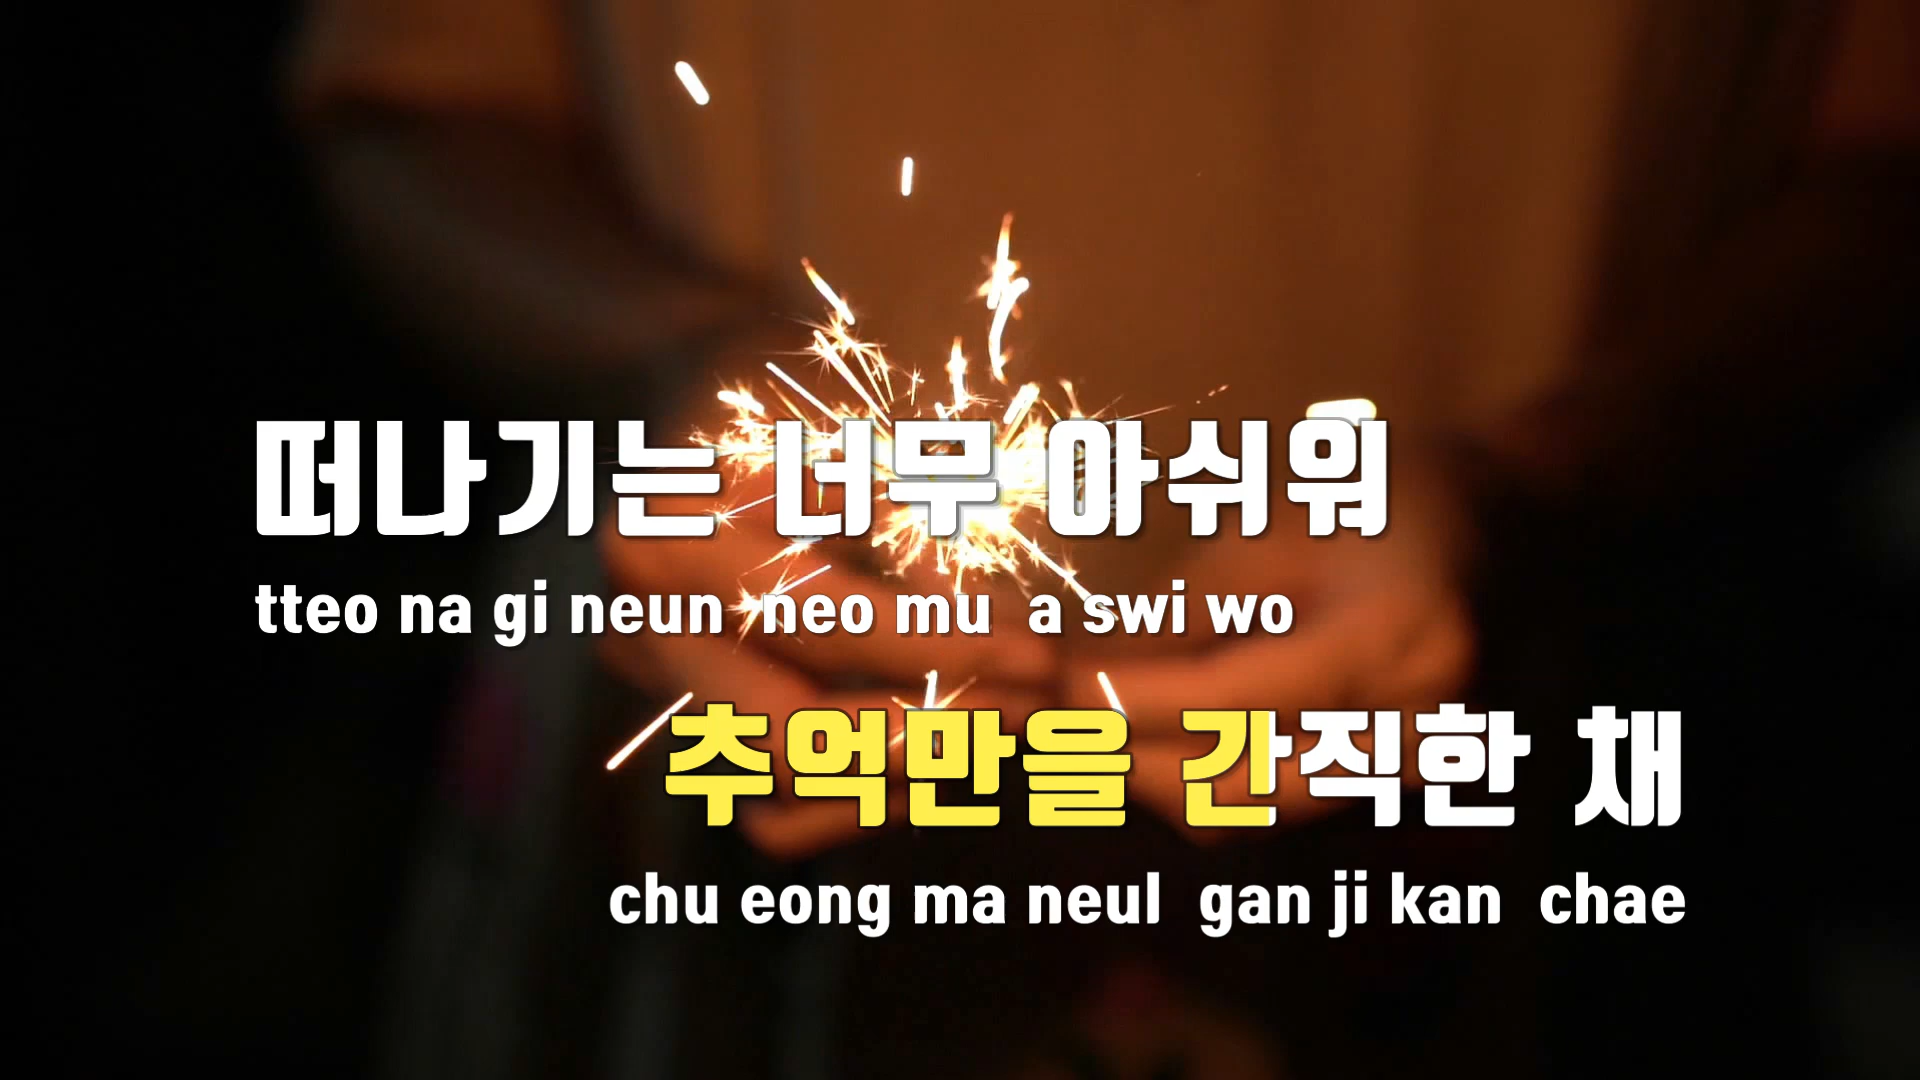 떠나기는 너무 아쉬워
tteo na gi neun neo mu a swi wo
추억만을 간직한 채
chu eong ma neul gan ji kan chae